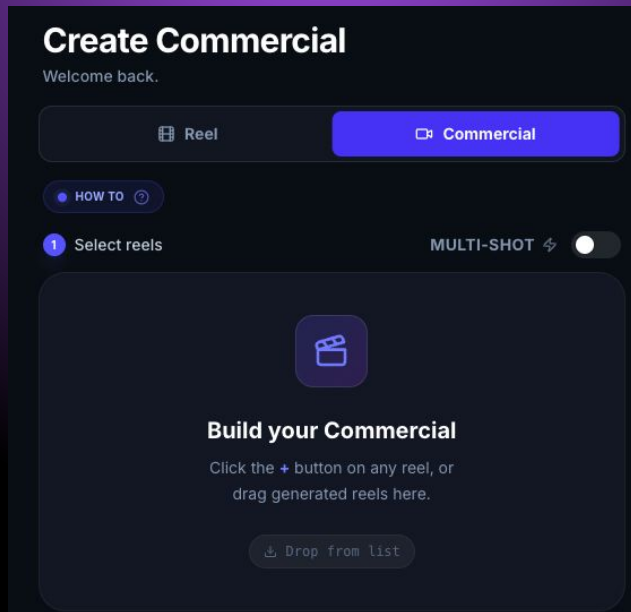 Create Commercial
Welcome back.
Reel
Commercial
HOW TO ?
1 Select reels
MULTI-SHOT
Build your Commercial
Click the + button on any reel, or
drag generated reels here.
Drop from list